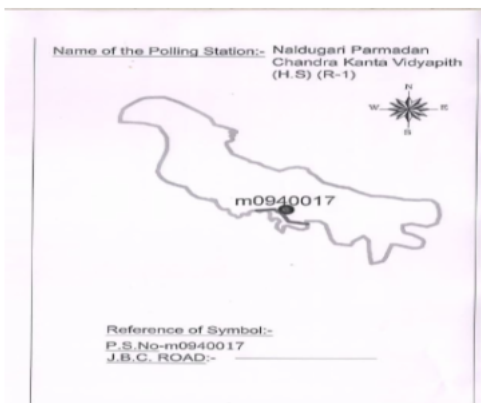 Name of the Polling Station:- Naldugari Parmadan
Chandra Kanta Vidyapith
(H.S) (R-1)
N
W E
S
m0940017
Reference of Symbol:-
P.S.No-m0940017
J.B.C. ROAD:-